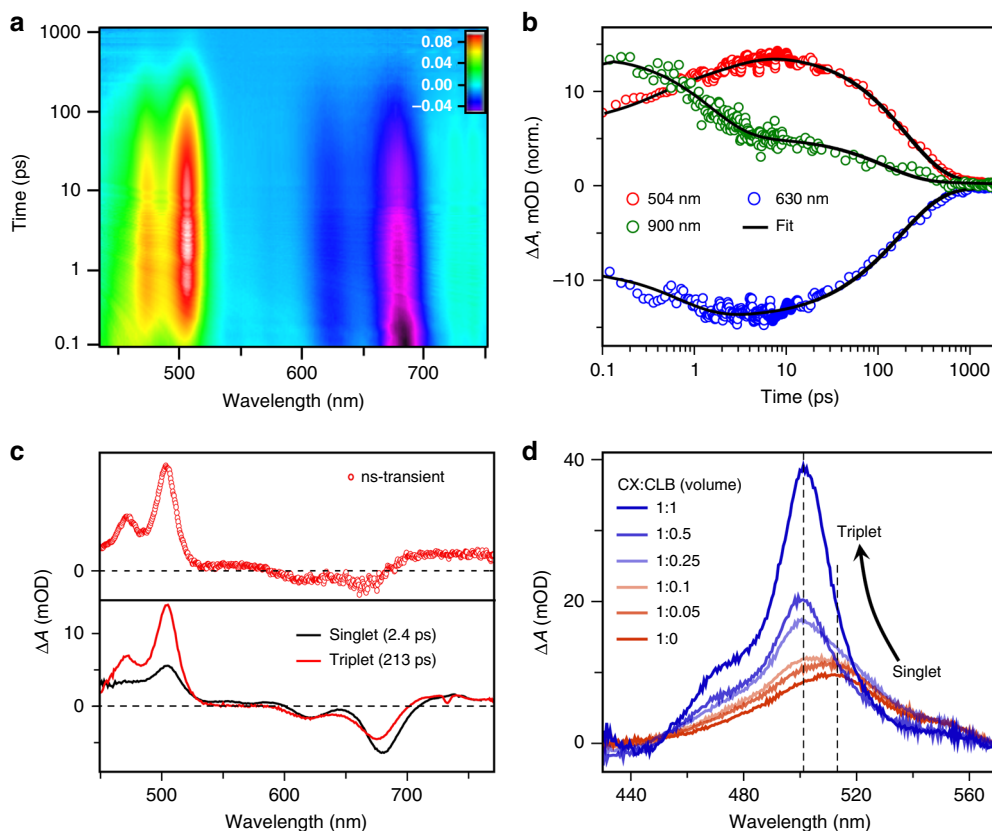 a
1000
100
10
1
0.1
Time (ps)
0.08
0.04
0.00
−0.04
500
600
700
Wavelength (nm)
b
10
0
−10
ΔA, mOD (norm.)
504 nm
630 nm
900 nm
Fit
0.1
1
10
100
1000
Time (ps)
c
ns-transient
0
10
0
ΔA (mOD)
Singlet (2.4 ps)
Triplet (213 ps)
500
600
700
Wavelength (nm)
d
40
20
0
ΔA (mOD)
CX:CLB (volume)
1:1
1:0.5
1:0.25
1:0.1
1:0.05
1:0
Triplet
Singlet
440
480
520
560
Wavelength (nm)